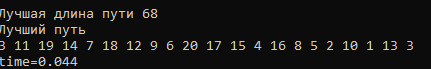 Лучшая длина пути 68
Лучший путь
3 11 19 14 7 18 12 9 6 20 17 15 4 16 8 5 2 10 1 13 3
time=0.044